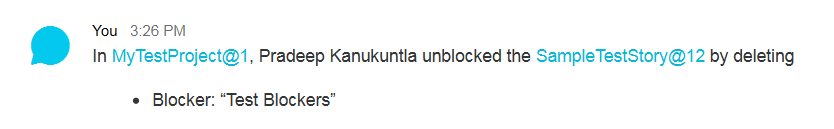 You 3:26 PM
In MyTestProject@1, Pradeep Kanukuntla unblocked the SampleTestStory@12 by deleting
• Blocker: “Test Blockers”